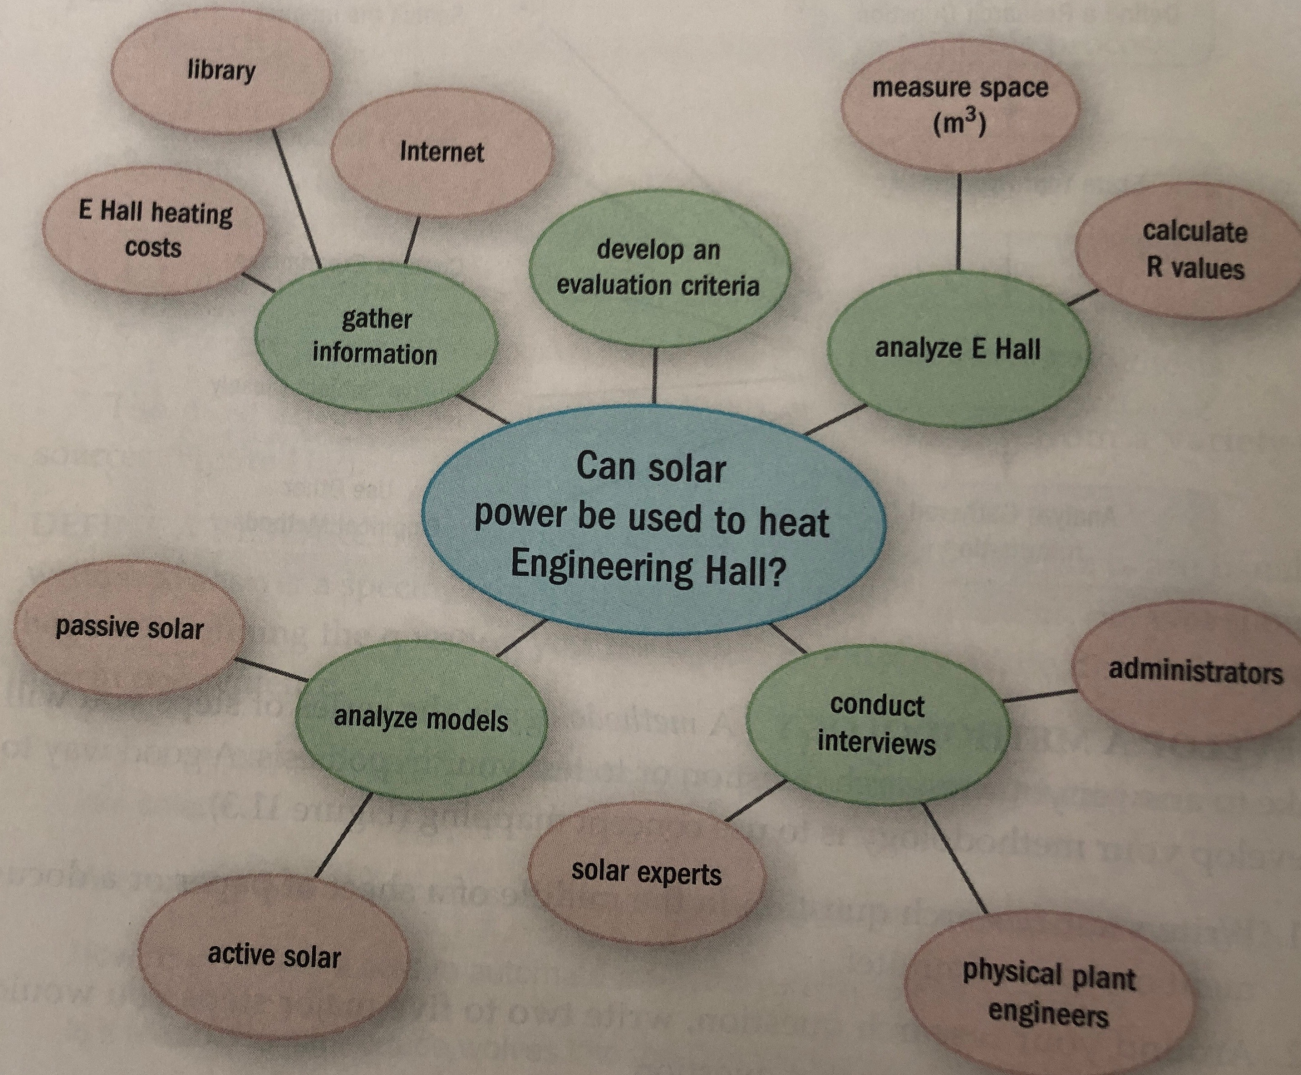 library
Internet
E Hall heating
costs
gather
information
develop an
evaluation criteria
measure space
(m³)
calculate
R values
analyze E Hall
Can solar
power be used to heat
Engineering Hall?
passive solar
analyze models
active solar
conduct
interviews
administrators
solar experts
physical plant
engineers